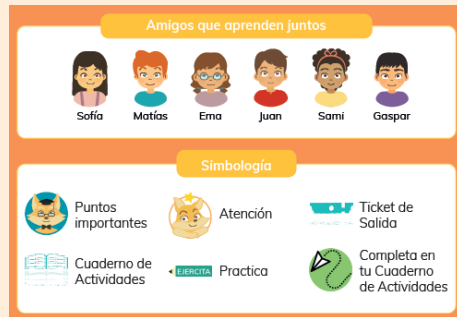 Amigos que aprenden juntos
Sofía Matías Ema Juan Sami Gaspar
Simbología
Puntos
importantes
Atención
Ticket de
Salida
Cuaderno de
Actividades
EJERCITA
Practica
Completa en
tu Cuaderno
de Actividades